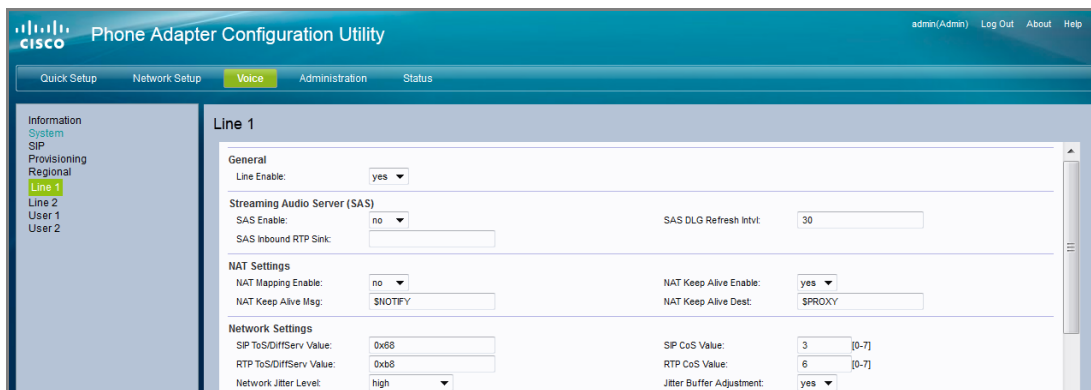 admin(Admin) Log Out About Help
CISCO Phone Adapter Configuration Utility
Quick Setup Network Setup Voice Administration Status
Information
System
SIP
Provisioning
Regional
Line 1
Line 2
User 1
User 2
Line 1
General
Line Enable: yes
Streaming Audio Server (SAS)
SAS Enable: no SAS DLG Refresh Intvl: 30
SAS Inbound RTP Sink:
NAT Settings
NAT Mapping Enable: no NAT Keep Alive Enable: yes
NAT Keep Alive Msg: $NOTIFY NAT Keep Alive Dest: $PROXY
Network Settings
SIP ToS/DiffServ Value: 0x68 SIP CoS Value: 3 [0-7]
RTP ToS/DiffServ Value: 0xb8 RTP CoS Value: 6 [0-7]
Network Jitter Level: high Jitter Buffer Adjustment: yes